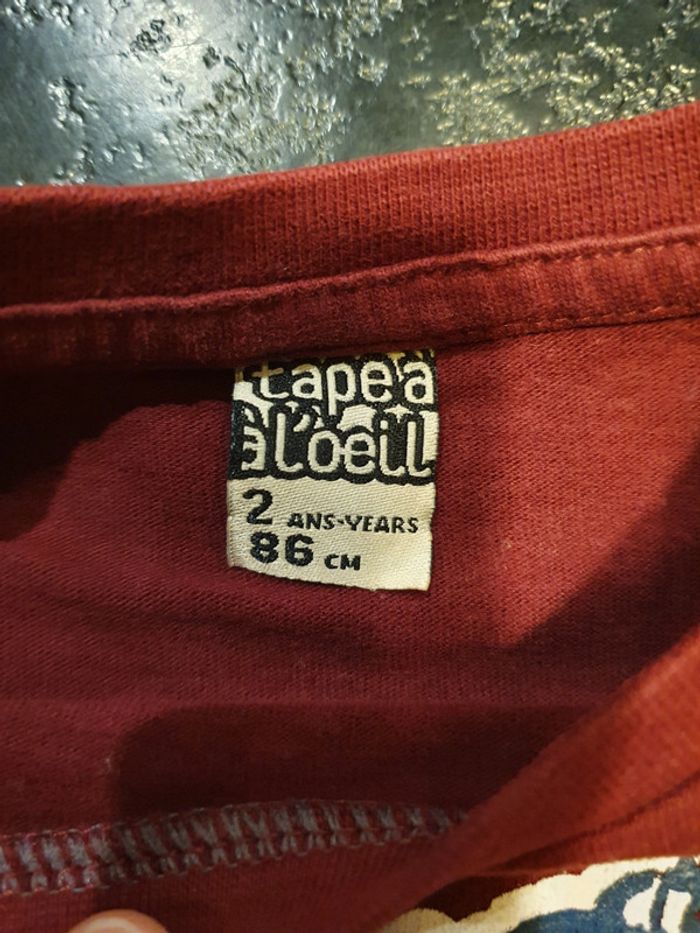 tape a
à l'oeil
2 ANS-YEARS
86 CM